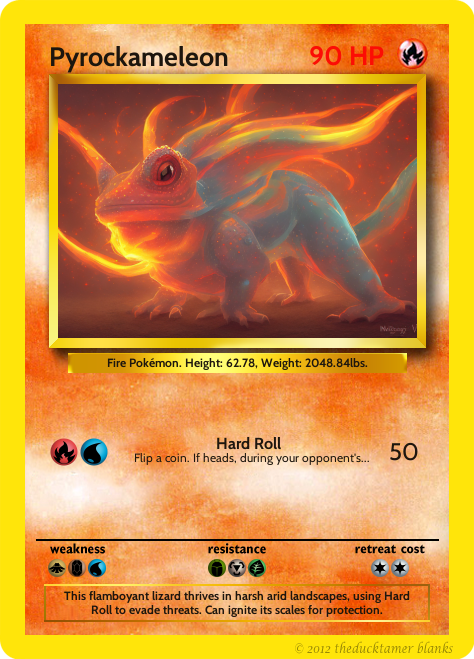 Pyrockameleon 90 HP
Fire Pokémon. Height: 62.78, Weight: 2048.84lbs.
Hard Roll
Flip a coin. If heads, during your opponent's... 50
weakness resistance retreat cost
This flamboyant lizard thrives in harsh arid landscapes, using Hard
Roll to evade threats. Can ignite its scales for protection.
© 2012 theducktamer blanks